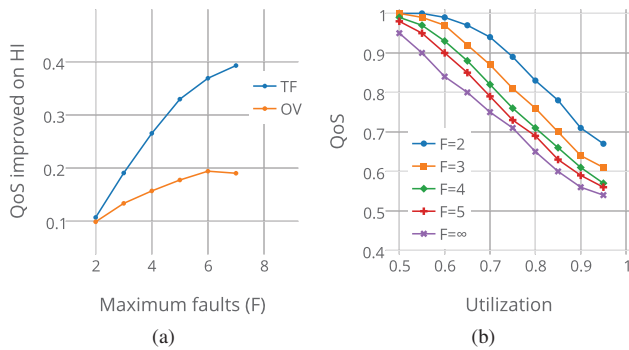 QoS improved on HI
0.4
0.3
0.2
0.1
2 4 6 8
Maximum faults (F)
TF
OV
(a)
QoS
1
0.9
0.8
0.7
0.6
0.5
0.4
0.5 0.6 0.7 0.8 0.9 1
Utilization
F=2
F=3
F=4
F=5
F=∞
(b)